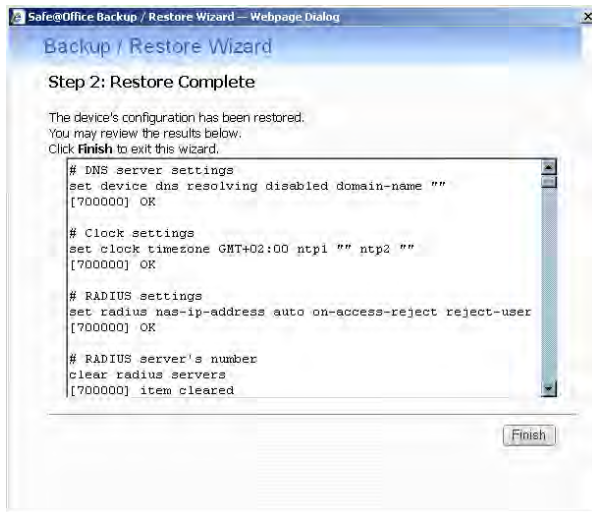 Safe@Office Backup / Restore Wizard -- Webpage Dialog
Backup / Restore Wizard
Step 2: Restore Complete
The device's configuration has been restored.
You may review the results below.
Click Finish to exit this wizard.
# DNS server settings
set device dns resolving disabled domain-name ""
[700000] OK
# Clock settings
set clock timezone GMT+02:00 ntp1 "" ntp2 ""
[700000] OK
# RADIUS settings
set radius nas-ip-address auto on-access-reject reject-user
[700000] OK
# RADIUS server's number
clear radius servers
[700000] item cleared
Finish